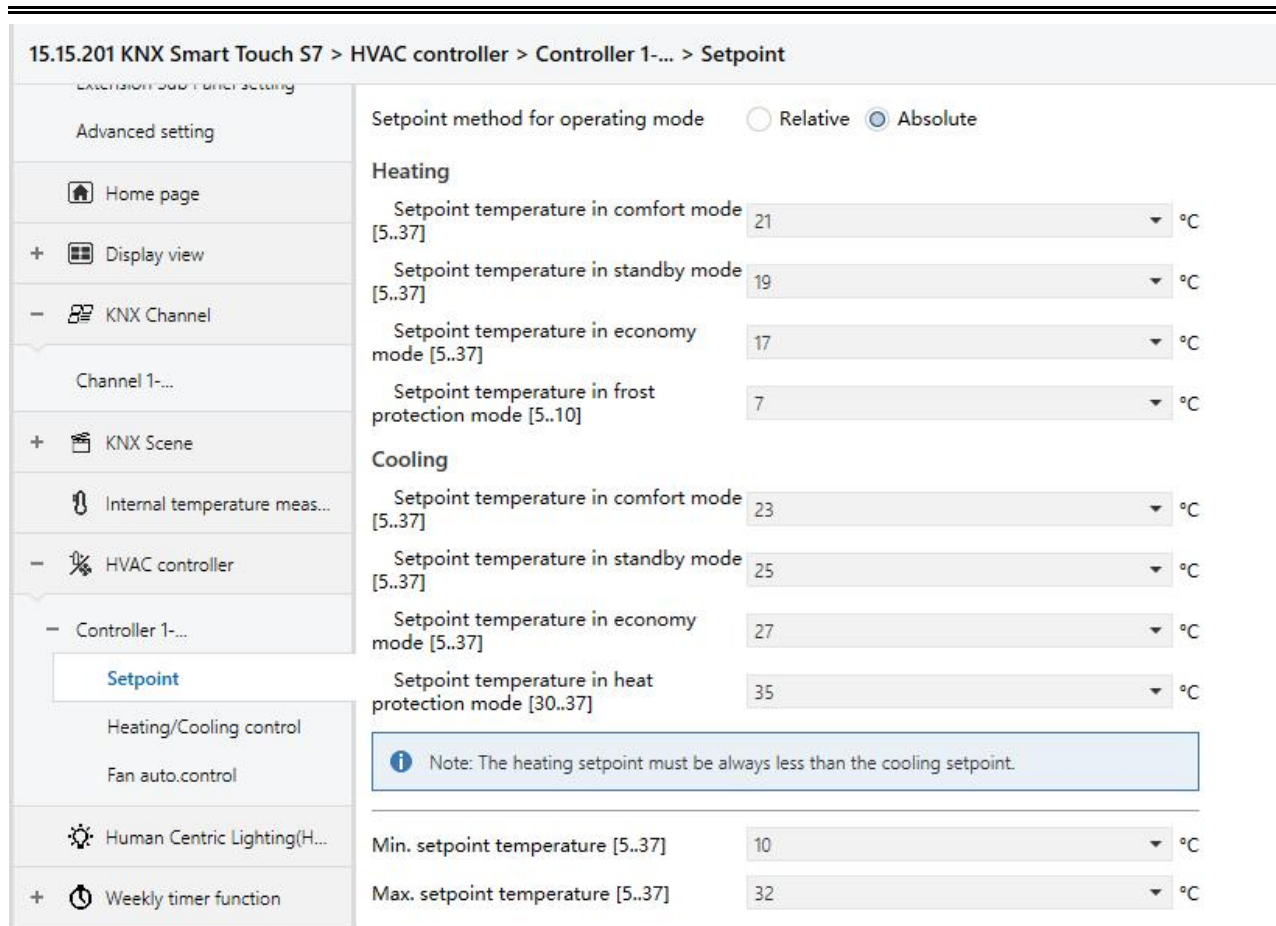 15.15.201 KNX Smart Touch S7 > HVAC controller > Controller 1-... > Setpoint
Extension Sub Panel setting
Advanced setting
Home page
+ Display view
− KNX Channel
Channel 1-...
+ KNX Scene
Internal temperature meas...
− HVAC controller
− Controller 1-...
Setpoint
Heating/Cooling control
Fan auto.control
Human Centric Lighting(H...
+ Weekly timer function
Setpoint method for operating mode Relative Absolute
Heating
Setpoint temperature in comfort mode
[5..37] 21 °C
Setpoint temperature in standby mode
[5..37] 19 °C
Setpoint temperature in economy
mode [5..37] 17 °C
Setpoint temperature in frost
protection mode [5..10] 7 °C
Cooling
Setpoint temperature in comfort mode
[5..37] 23 °C
Setpoint temperature in standby mode
[5..37] 25 °C
Setpoint temperature in economy
mode [5..37] 27 °C
Setpoint temperature in heat
protection mode [30..37] 35 °C
Note: The heating setpoint must be always less than the cooling setpoint.
Min. setpoint temperature [5..37] 10 °C
Max. setpoint temperature [5..37] 32 °C